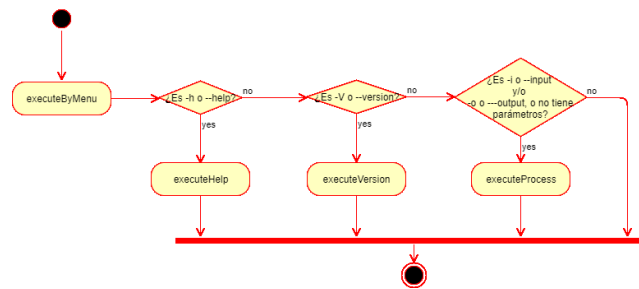 ¿Es -i o --input
y/o
-o o ---output, o no tiene
parámetros?
executeByMenu
¿Es -h o --help?
no
¿Es -V o --version?
no
no
yes
yes
yes
executeHelp
executeVersion
executeProcess